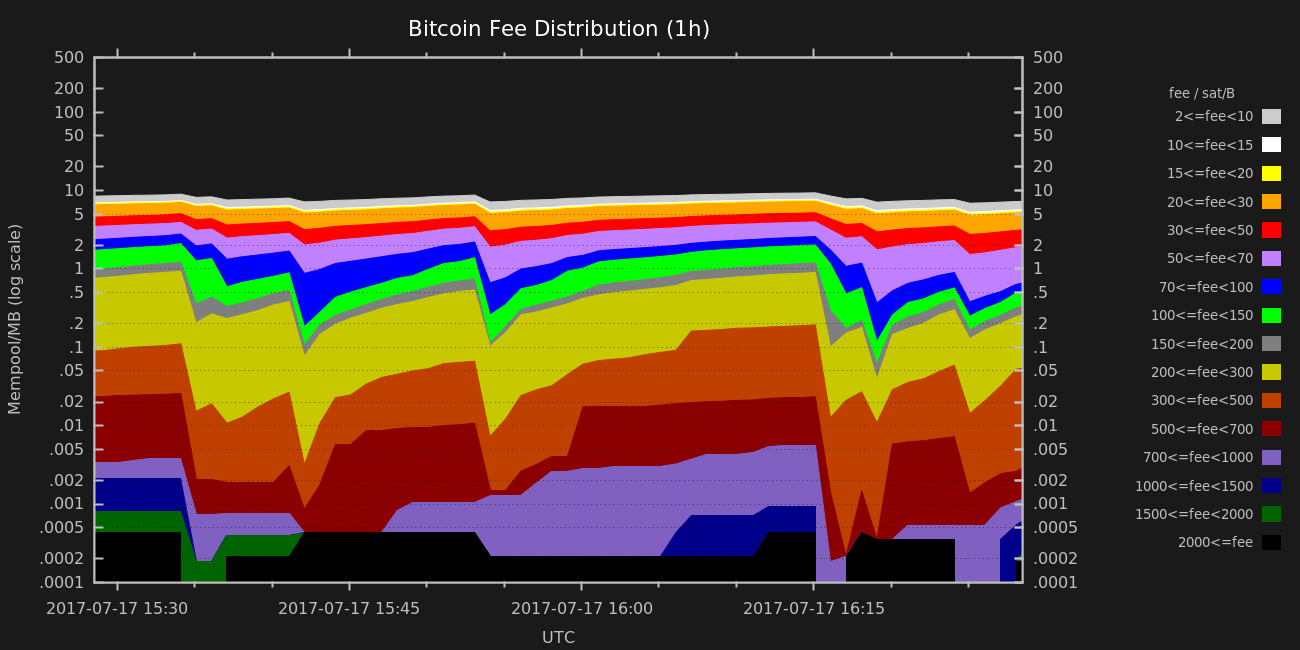 Bitcoin Fee Distribution (1h)
500 500
200 200
100 100
50 50
20 20
10 10
5 5
2 2
1 1
.5 .5
.2 .2
.1 .1
.05 .05
.02 .02
.01 .01
.005 .005
.002 .002
.001 .001
.0005 .0005
.0002 .0002
.0001 .0001
Mempool/MB (log scale)
2017-07-17 15:30 2017-07-17 15:45 2017-07-17 16:00 2017-07-17 16:15
UTC
fee / sat/B
2<=fee<10
10<=fee<15
15<=fee<20
20<=fee<30
30<=fee<50
50<=fee<70
70<=fee<100
100<=fee<150
150<=fee<200
200<=fee<300
300<=fee<500
500<=fee<700
700<=fee<1000
1000<=fee<1500
1500<=fee<2000
2000<=fee